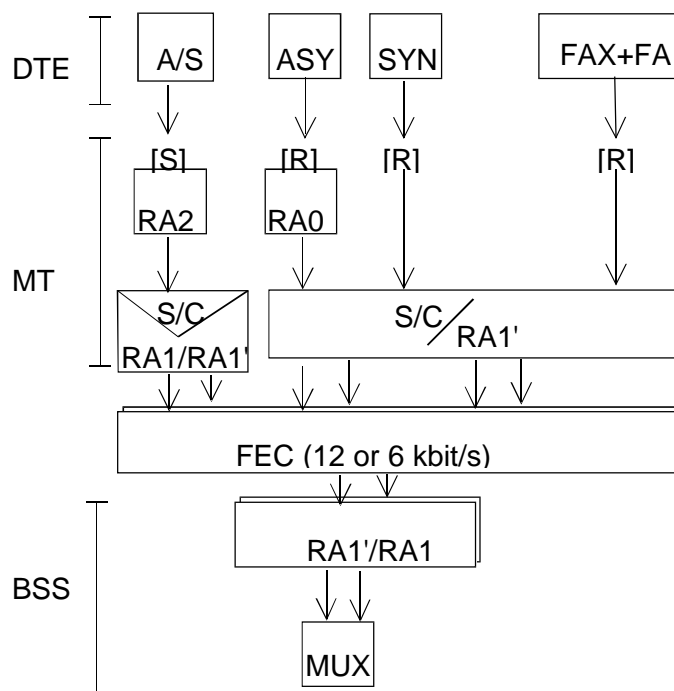 DTE A/S ASY SYN FAX+FA
[S] [R] [R] [R]
RA2 RA0
MT
S/C S/C
RA1/RA1' RA1'
FEC (12 or 6 kbit/s)
RA1'/RA1
BSS
MUX